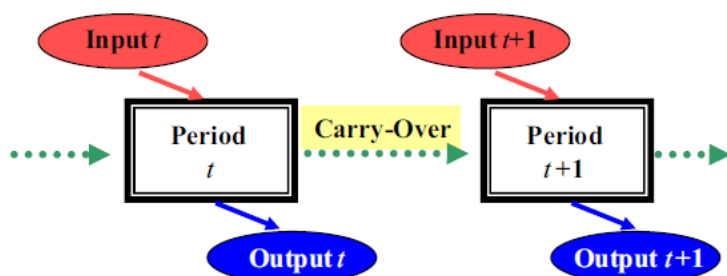 Input t
Input t+1
Period
t
Carry-Over
Period
t+1
Output t
Output t+1